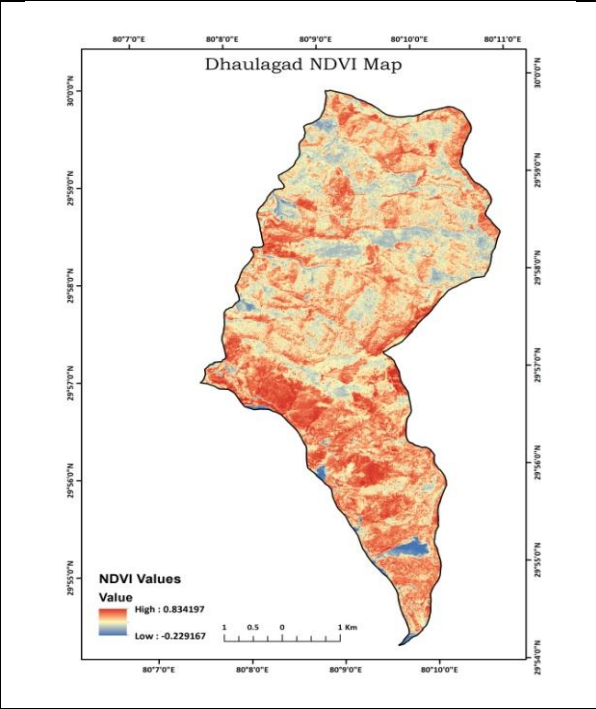 80°7'0"E 80°8'0"E 80°9'0"E 80°10'0"E 80°11'0"E
Dhaulagad NDVI Map
30°0'0"N
30°0'0"N
29°59'0"N
29°59'0"N
29°58'0"N
29°58'0"N
29°57'0"N
29°57'0"N
29°56'0"N
29°56'0"N
29°55'0"N
29°55'0"N
29°54'0"N
NDVI Values
Value
High : 0.834197
Low : -0.229167
1 0.5 0 1 Km
80°7'0"E 80°8'0"E 80°9'0"E 80°10'0"E